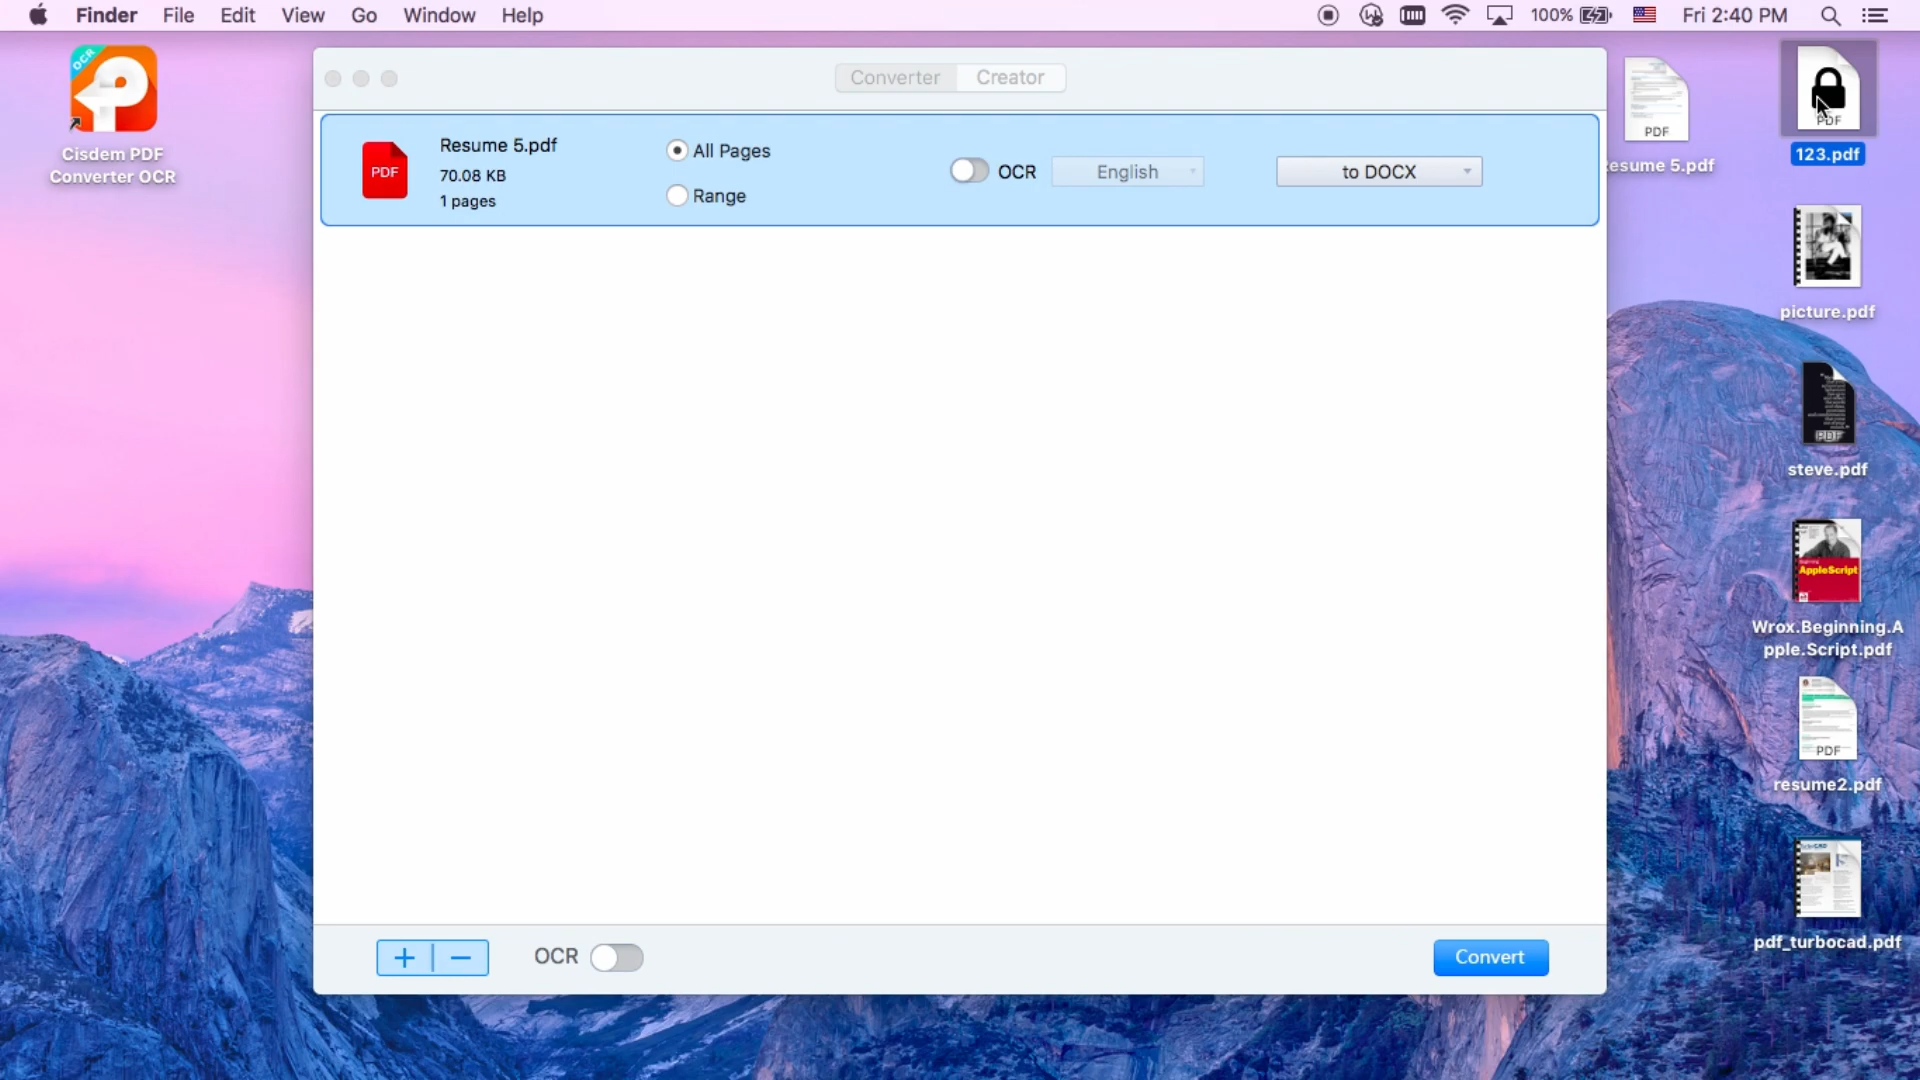 Finder File Edit View Go Window Help
100% Fri 2:40 PM
OCR
Cisdem PDF
Converter OCR
Converter Creator
PDF
Resume 5.pdf
70.08 KB
1 pages
All Pages
Range
OCR English
to DOCX
+ −
OCR
Convert
PDF
esume 5.pdf
PDF
123.pdf
picture.pdf
PDF
steve.pdf
AppleScript
Wrox.Beginning.A
pple.Script.pdf
PDF
resume2.pdf
pdf_turbocad.pdf